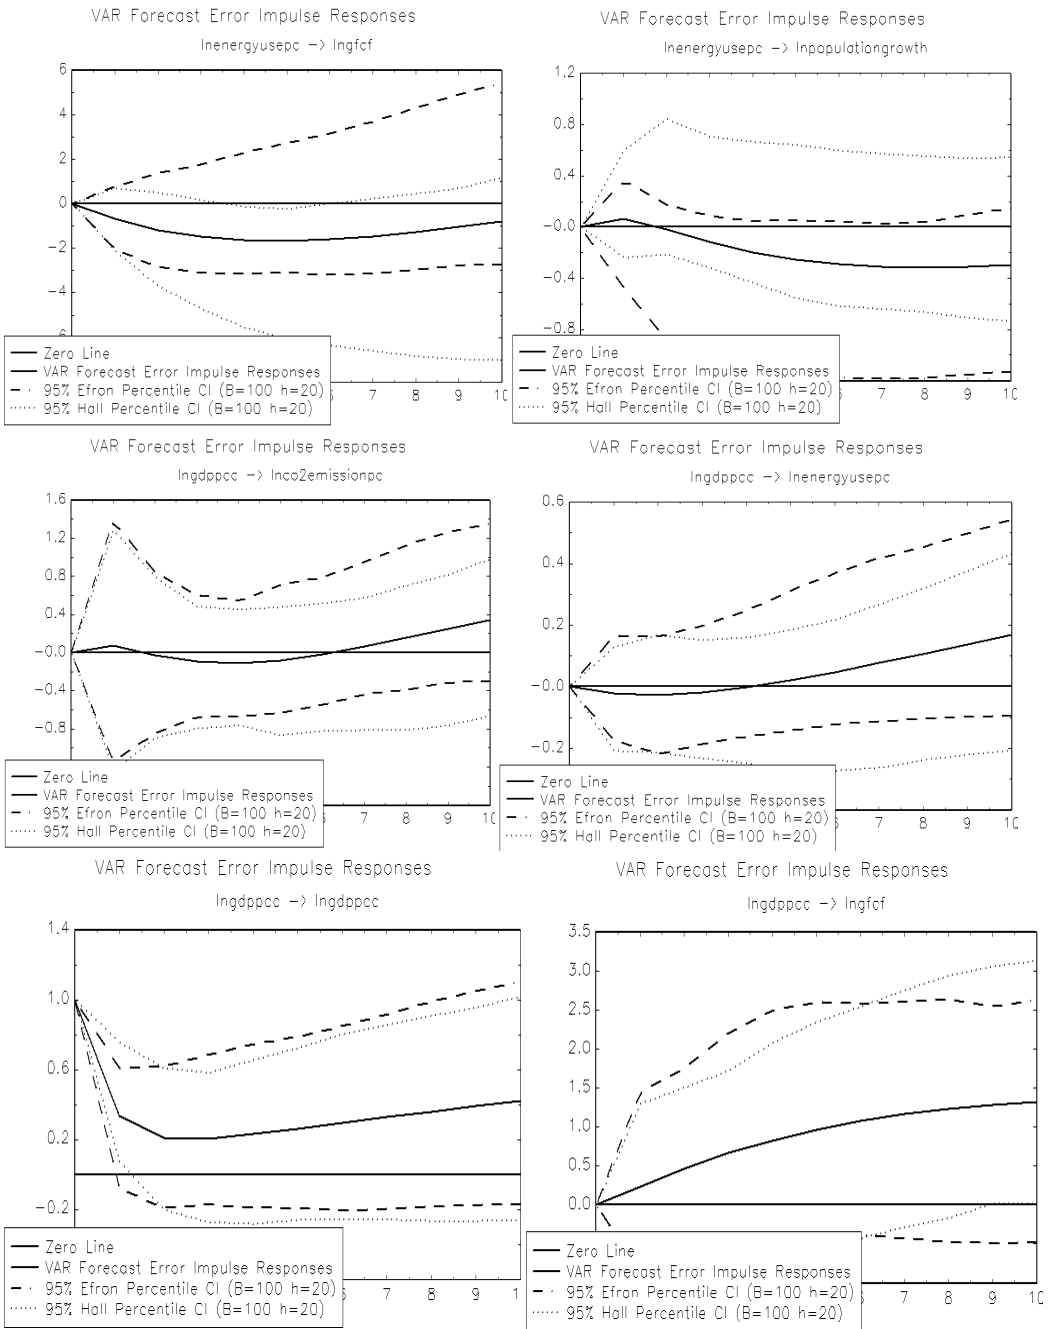 VAR Forecast Error Impulse Responses
lnenergyusepc -> lngfcf
6
4
2
0
-2
-4
6
7
8
9
10
Zero Line
VAR Forecast Error Impulse Responses
95% Efron Percentile CI (B=100 h=20)
95% Hall Percentile CI (B=100 h=20)
VAR Forecast Error Impulse Responses
lnenergyusepc -> lnpopulationgrowth
1.2
0.8
0.4
-0.0
-0.4
-0.8
6
7
8
9
10
Zero Line
VAR Forecast Error Impulse Responses
95% Efron Percentile CI (B=100 h=20)
95% Hall Percentile CI (B=100 h=20)
VAR Forecast Error Impulse Responses
lngdppcc -> lnco2emissionpc
1.6
1.2
0.8
0.4
-0.0
-0.4
-0.8
6
7
8
9
10
Zero Line
VAR Forecast Error Impulse Responses
95% Efron Percentile CI (B=100 h=20)
95% Hall Percentile CI (B=100 h=20)
VAR Forecast Error Impulse Responses
lngdppcc -> lnenergyusepc
0.6
0.4
0.2
-0.0
-0.2
6
7
8
9
10
Zero Line
VAR Forecast Error Impulse Responses
95% Efron Percentile CI (B=100 h=20)
95% Hall Percentile CI (B=100 h=20)
VAR Forecast Error Impulse Responses
lngdppcc -> lngdppcc
1.4
1.0
0.6
0.2
-0.2
6
7
8
9
1
Zero Line
VAR Forecast Error Impulse Responses
95% Efron Percentile CI (B=100 h=20)
95% Hall Percentile CI (B=100 h=20)
VAR Forecast Error Impulse Responses
lngdppcc -> lngfcf
3.5
3.0
2.5
2.0
1.5
1.0
0.5
0.0
6
7
8
9
10
Zero Line
VAR Forecast Error Impulse Responses
95% Efron Percentile CI (B=100 h=20)
95% Hall Percentile CI (B=100 h=20)